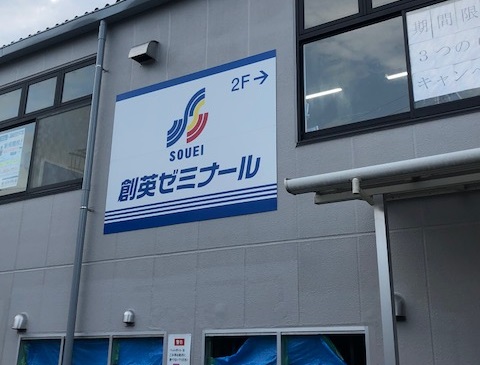 2F→
SOUEI
創英ゼミナール
期間限
3つの
キャン